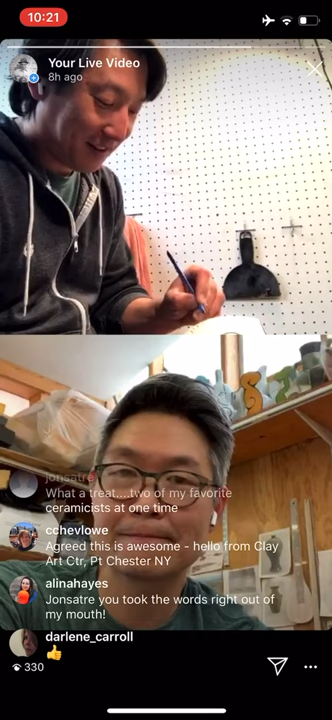 10:21
Your Live Video
8h ago
jonsatre
What a treat....two of my favorite
ceramicists at one time
cchevlowe
Agreed this is awesome - hello from Clay
Art Ctr, Pt Chester NY
alinahayes
Jonsatre you took the words right out of
my mouth!
darlene_carroll
👍
330